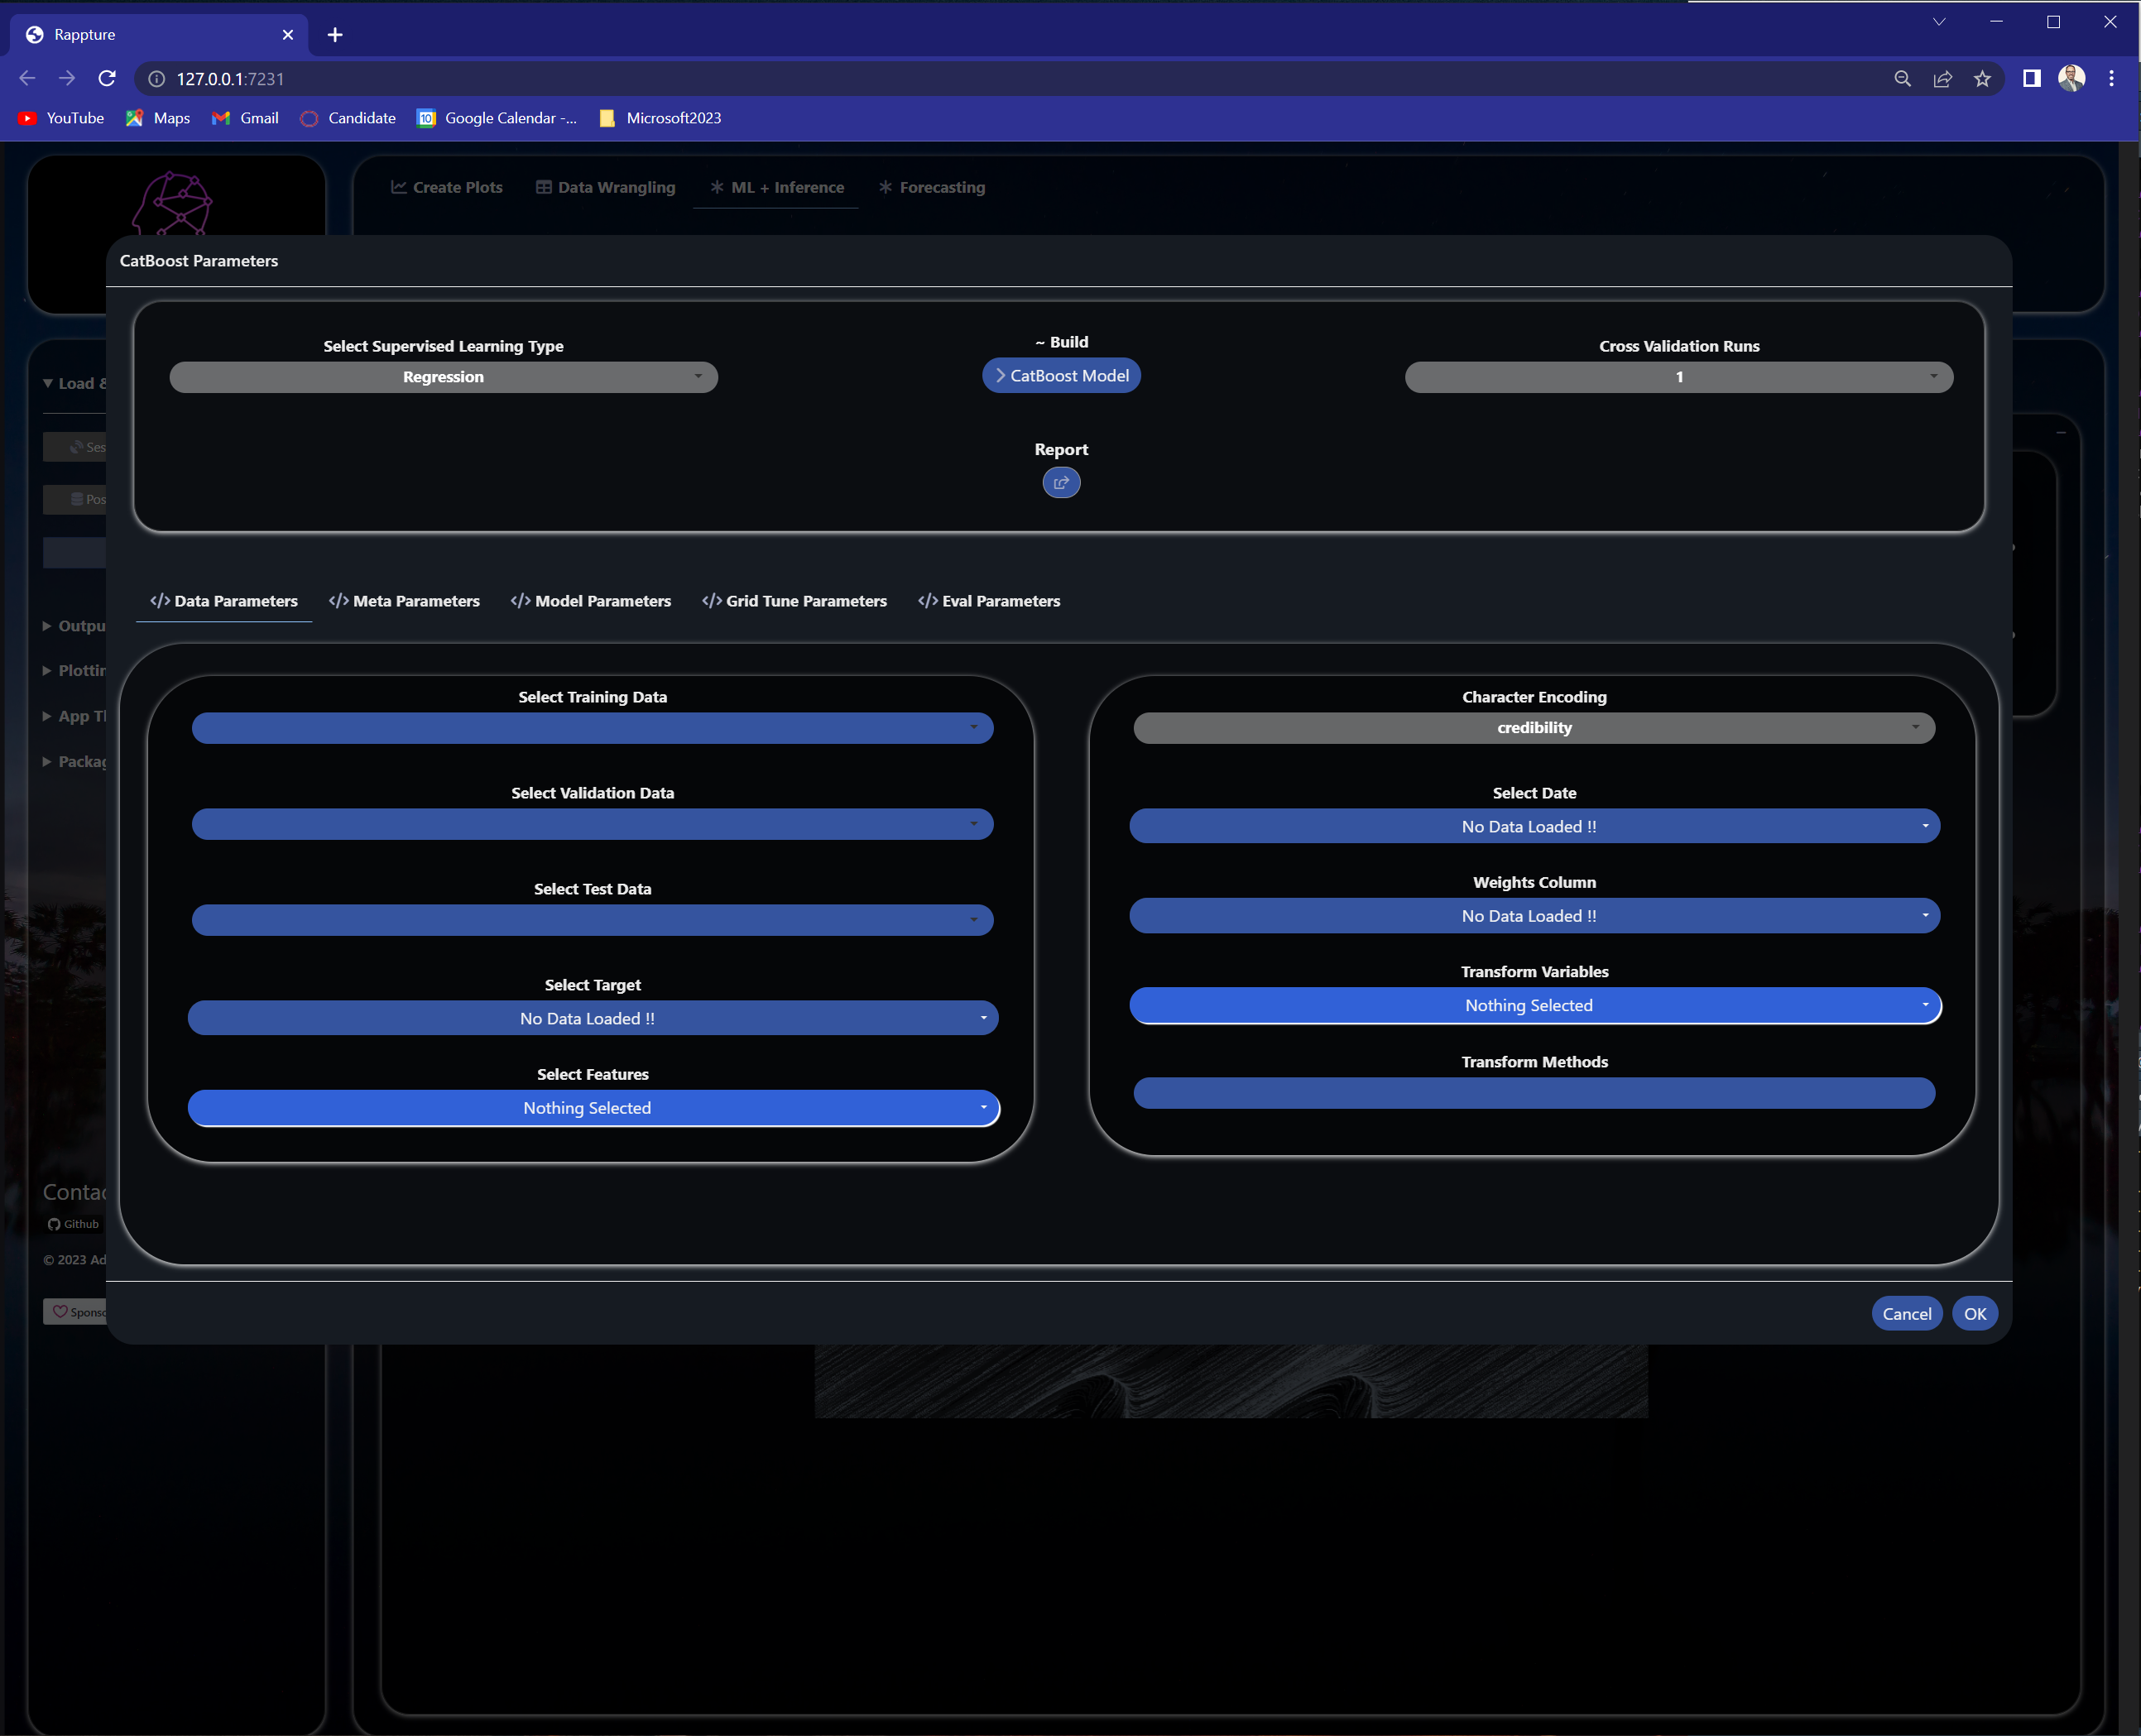 Rappture
127.0.0.1:7231
YouTube Maps Gmail Candidate 10 Google Calendar -... Microsoft2023
Create Plots Data Wrangling ML + Inference Forecasting
CatBoost Parameters
Select Supervised Learning Type ~ Build Cross Validation Runs
Regression CatBoost Model 1
Report
Load &
Ses
Pos
Data Parameters Meta Parameters Model Parameters Grid Tune Parameters Eval Parameters
Outpu
Plottin
App Th
Packag
Select Training Data
Select Validation Data
Select Test Data
Select Target
No Data Loaded !!
Select Features
Nothing Selected
Character Encoding
credibility
Select Date
No Data Loaded !!
Weights Column
No Data Loaded !!
Transform Variables
Nothing Selected
Transform Methods
Contac
Github
© 2023 Ad
Sponso
Cancel OK